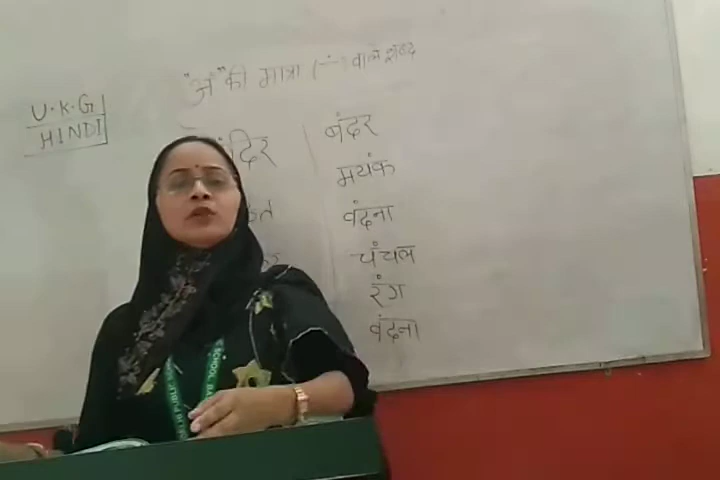 "अं" की मात्रा (—ं) वाले शब्द
U.K.G
HINDI
बंदर
मयंक
वंदना
चंचल
रंग
वंदना